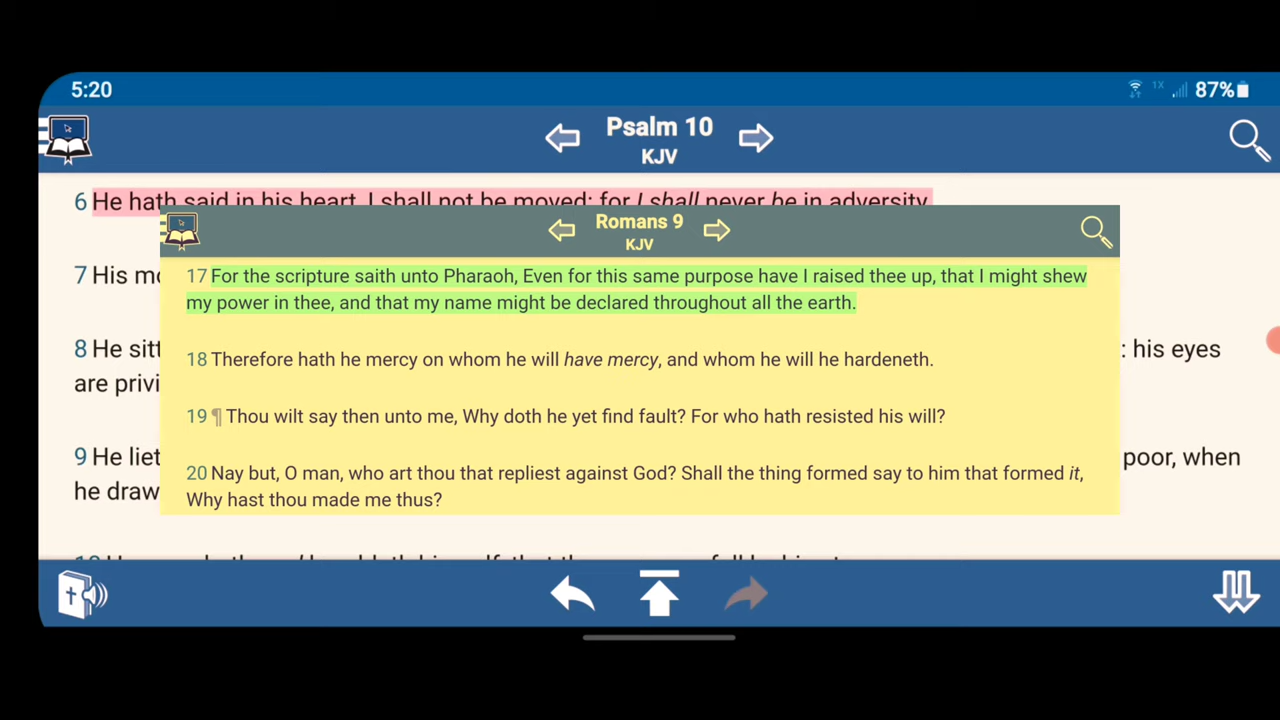 5:20
1X
87%
Psalm 10
KJV
6 He hath said in his heart, I shall not be moved: for I shall never be in adversity.
Romans 9
KJV
17 For the scripture saith unto Pharaoh, Even for this same purpose have I raised thee up, that I might shew
my power in thee, and that my name might be declared throughout all the earth.
18 Therefore hath he mercy on whom he will have mercy, and whom he will he hardeneth.
19 ¶ Thou wilt say then unto me, Why doth he yet find fault? For who hath resisted his will?
20 Nay but, O man, who art thou that repliest against God? Shall the thing formed say to him that formed it,
Why hast thou made me thus?
7 His
8 He : his eyes
are
9 He poor, when
he